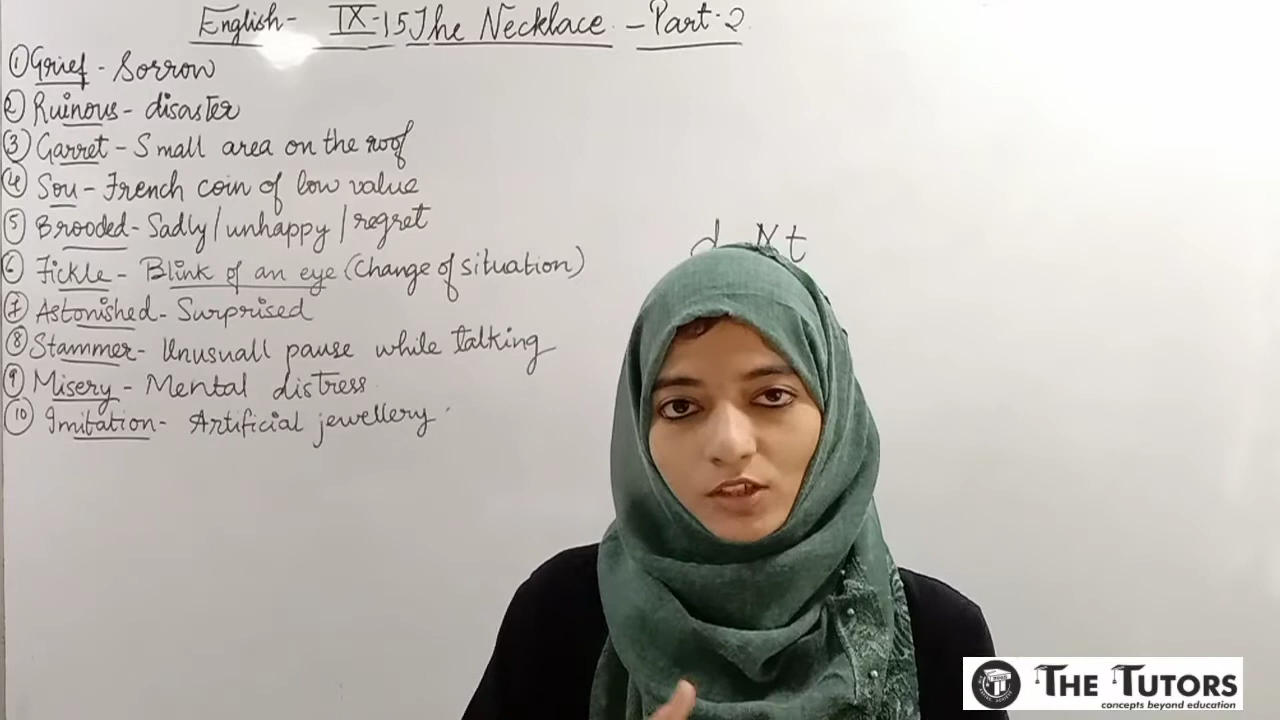 English- IX-15 The Necklace - Part-2
① Grief - Sorrow
② Ruinous - disaster
③ Garret - Small area on the roof
④ Sou - French coin of low value
⑤ Brooded - Sadly/unhappy/regret
⑥ Fickle - Blink of an eye (Change of situation)
⑦ Astonished - Surprised
⑧ Stammer - Unusuall pause while talking
⑨ Misery - Mental distress
⑩ Imitation - Artificial jewellery
THE TUTORS
concepts beyond education